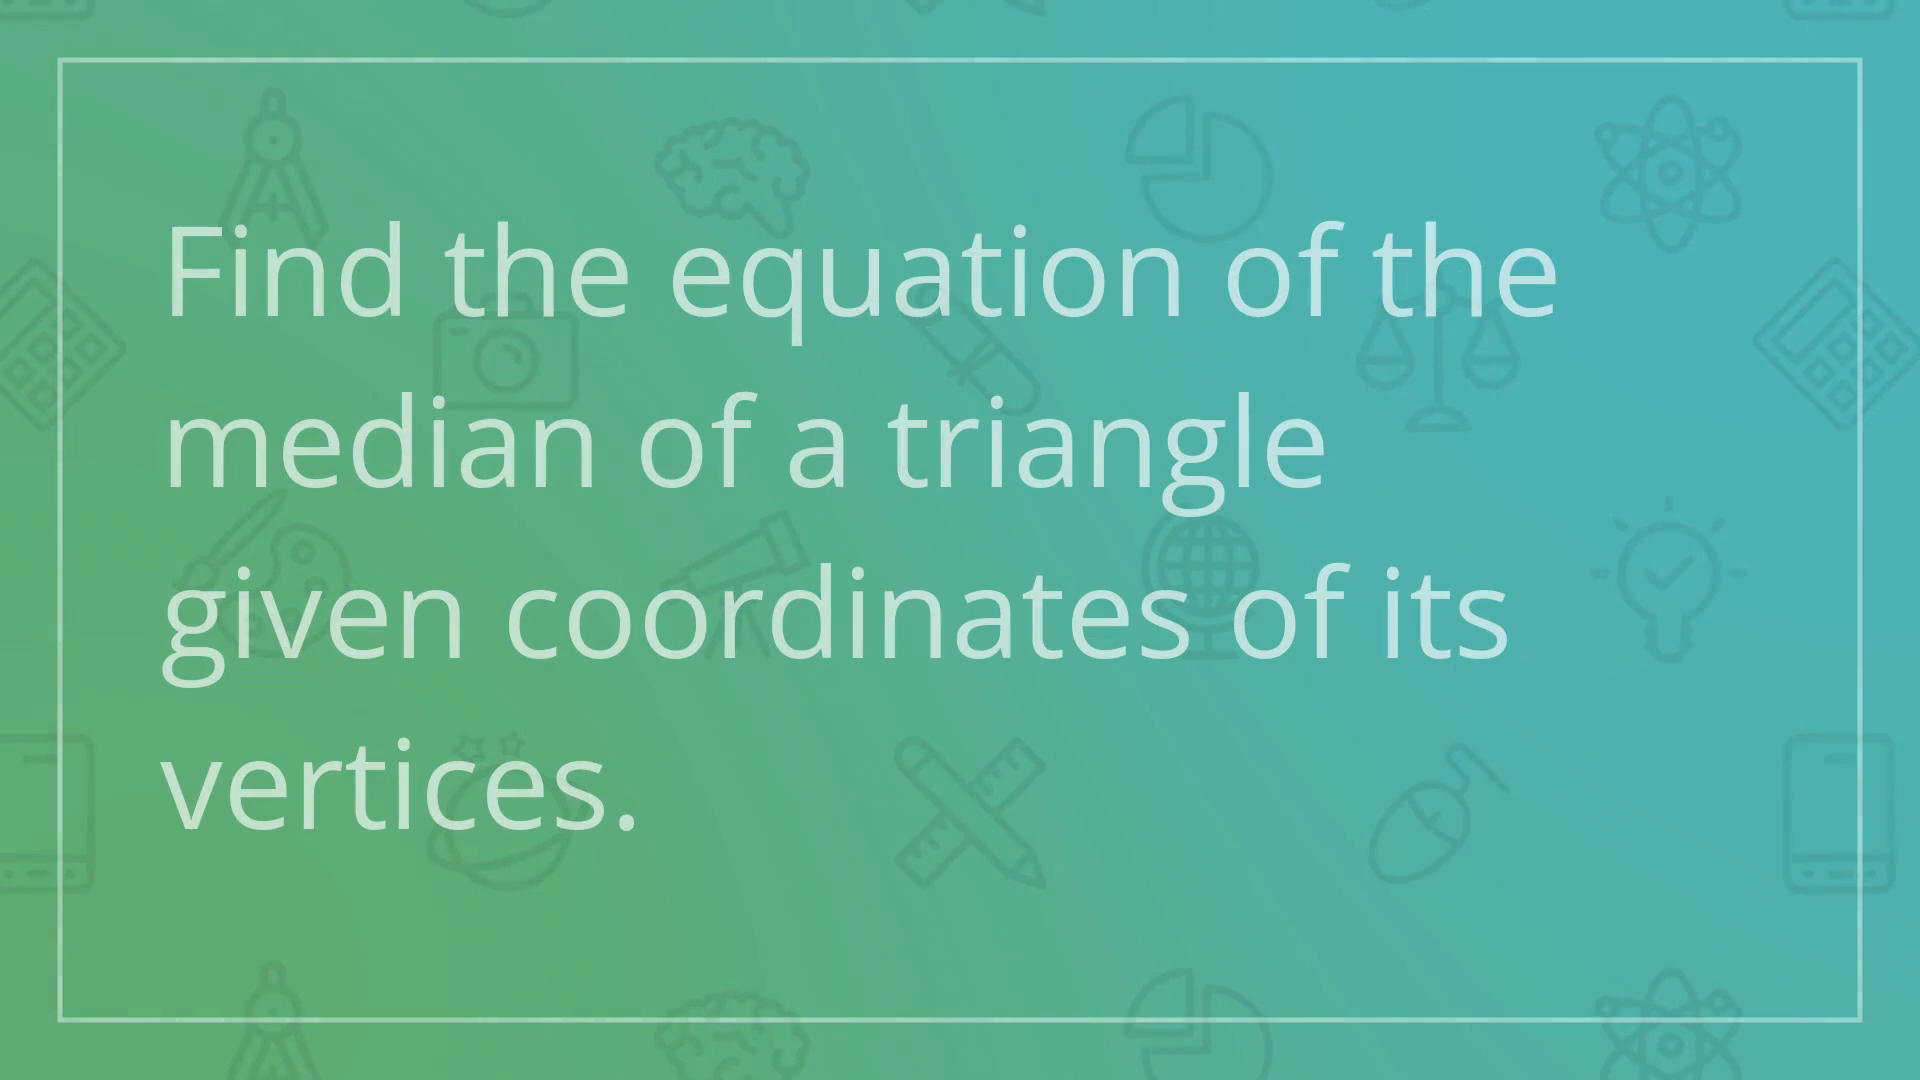 Find the equation of the
median of a triangle
given coordinates of its
vertices.